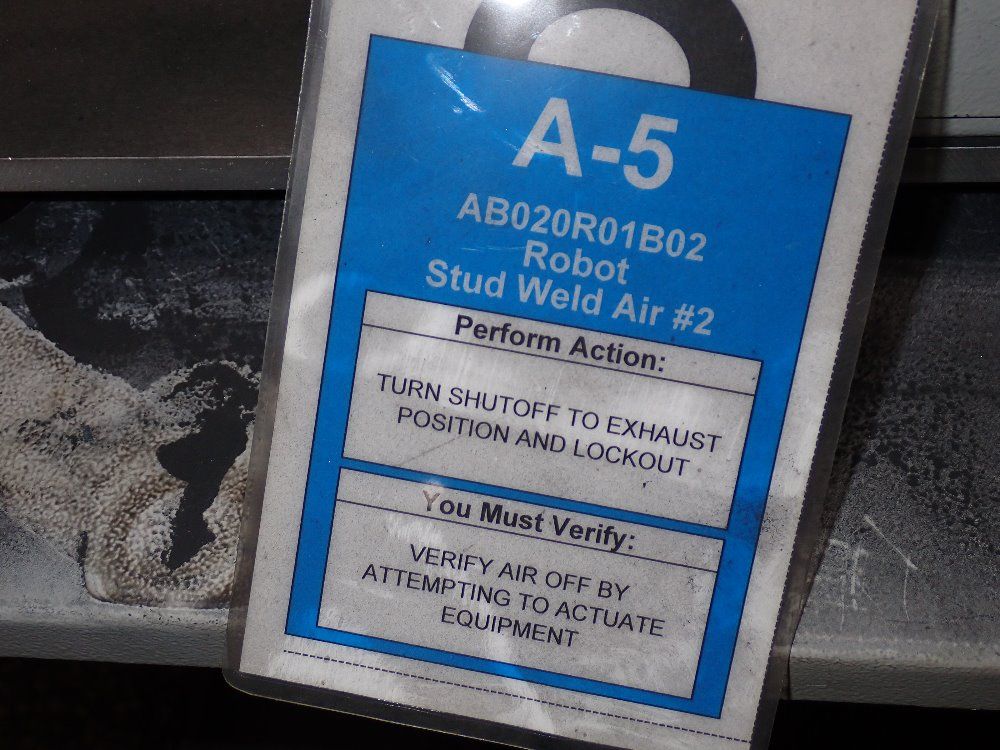 A-5
AB020R01B02
Robot
Stud Weld Air #2
Perform Action:
TURN SHUTOFF TO EXHAUST
POSITION AND LOCKOUT
You Must Verify:
VERIFY AIR OFF BY
ATTEMPTING TO ACTUATE
EQUIPMENT